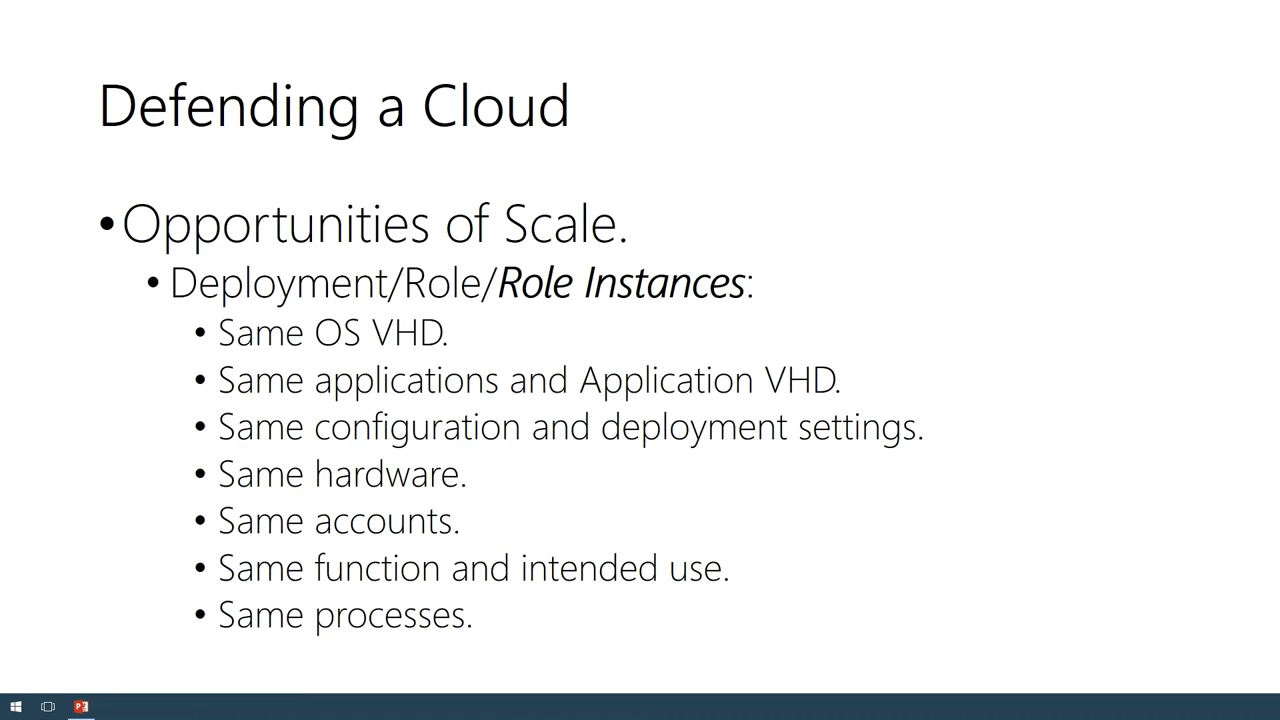 Defending a Cloud
•Opportunities of Scale.
• Deployment/Role/Role Instances:
• Same OS VHD.
• Same applications and Application VHD.
• Same configuration and deployment settings.
• Same hardware.
• Same accounts.
• Same function and intended use.
• Same processes.